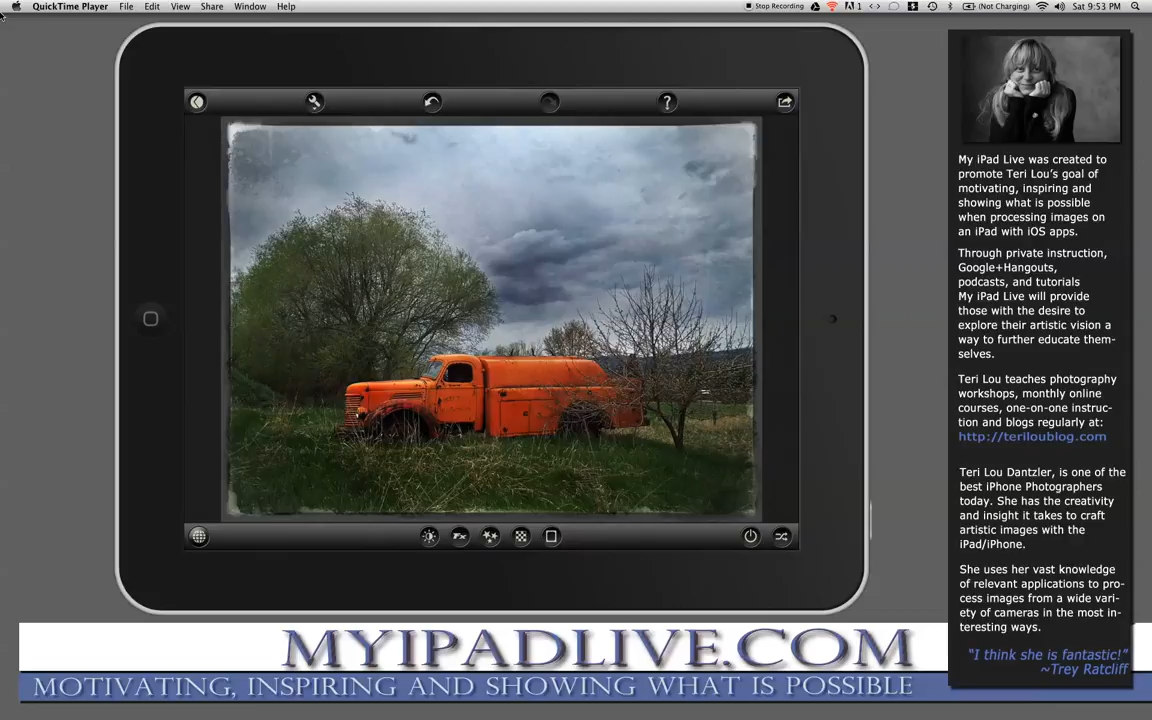 QuickTime Player File Edit View Share Window Help Stop Recording 1 (Not Charging) Sat 9:53 PM
My iPad Live was created to
promote Teri Lou's goal of
motivating, inspiring and
showing what is possible
when processing images on
an iPad with iOS apps.
Through private instruction,
Google+Hangouts,
podcasts, and tutorials
My iPad Live will provide
those with the desire to
explore their artistic vision a
way to further educate them-
selves.
Teri Lou teaches photography
workshops, monthly online
courses, one-on-one instruc-
tion and blogs regularly at:
http://teriloublog.com
Teri Lou Dantzler, is one of the
best iPhone Photographers
today. She has the creativity
and insight it takes to craft
artistic images with the
iPad/iPhone.
She uses her vast knowledge
of relevant applications to pro-
cess images from a wide vari-
ety of cameras in the most in-
teresting ways.
"I think she is fantastic!"
~Trey Ratcliff
?
Fx
MYIPADLIVE.COM
MOTIVATING, INSPIRING AND SHOWING WHAT IS POSSIBLE